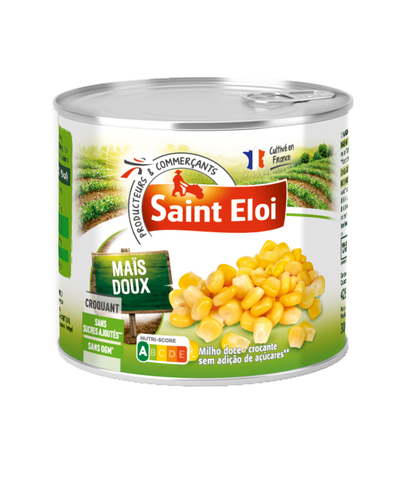 PRODUCTEURS & COMMERÇANTS
Cultivé en
France
Saint Eloi
MAÏS
DOUX
CROQUANT
SANS
SUCRES AJOUTÉS**
SANS OGM*
NUTRI-SCORE
A B C D E
Milho doce crocante
sem adição de açúcares**